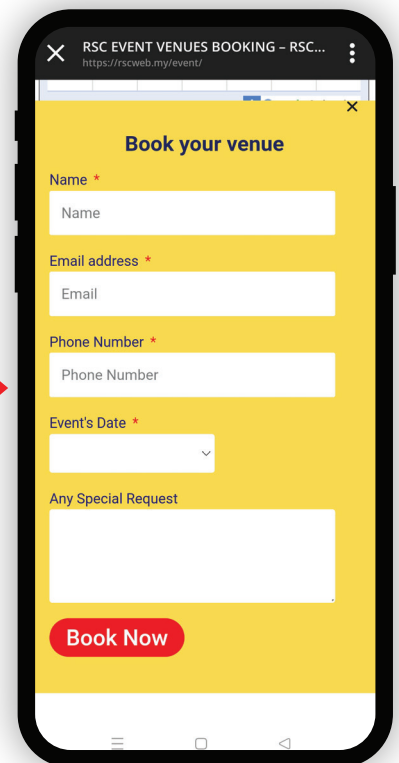 RSC EVENT VENUES BOOKING – RSC...
https://rscweb.my/event/
Book your venue
Name *
Name
Email address *
Email
Phone Number *
Phone Number
Event's Date *
Any Special Request
Book Now